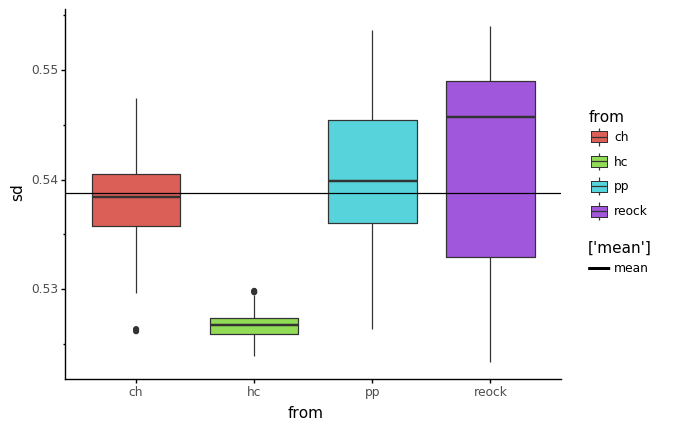 0.55
0.54
0.53
sd
ch
hc
pp
reock
from
from
ch
hc
pp
reock
['mean']
mean